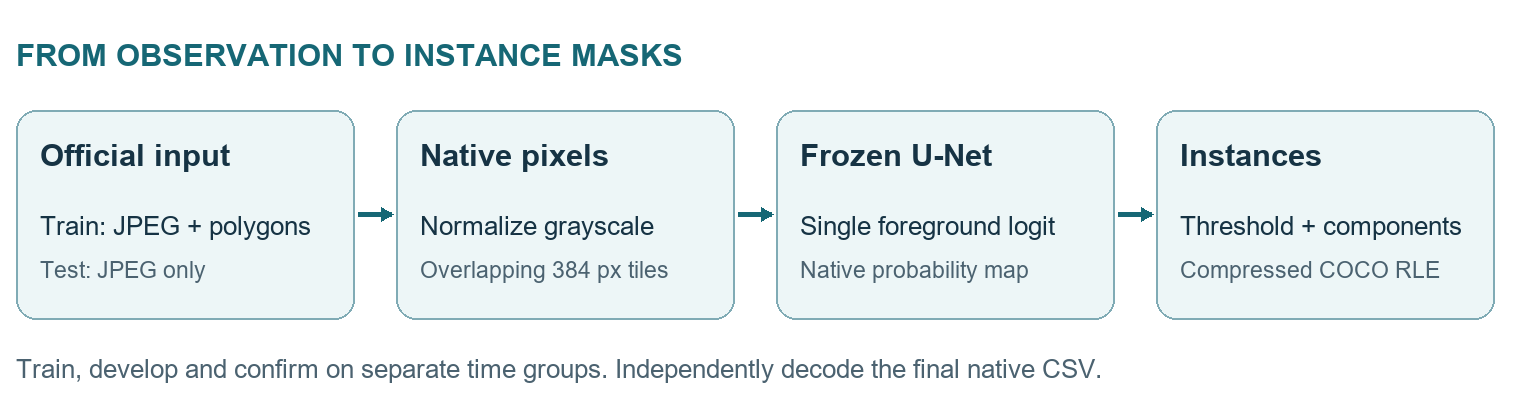 FROM OBSERVATION TO INSTANCE MASKS
Official input
Train: JPEG + polygons
Test: JPEG only
Native pixels
Normalize grayscale
Overlapping 384 px tiles
Frozen U-Net
Single foreground logit
Native probability map
Instances
Threshold + components
Compressed COCO RLE
Train, develop and confirm on separate time groups. Independently decode the final native CSV.